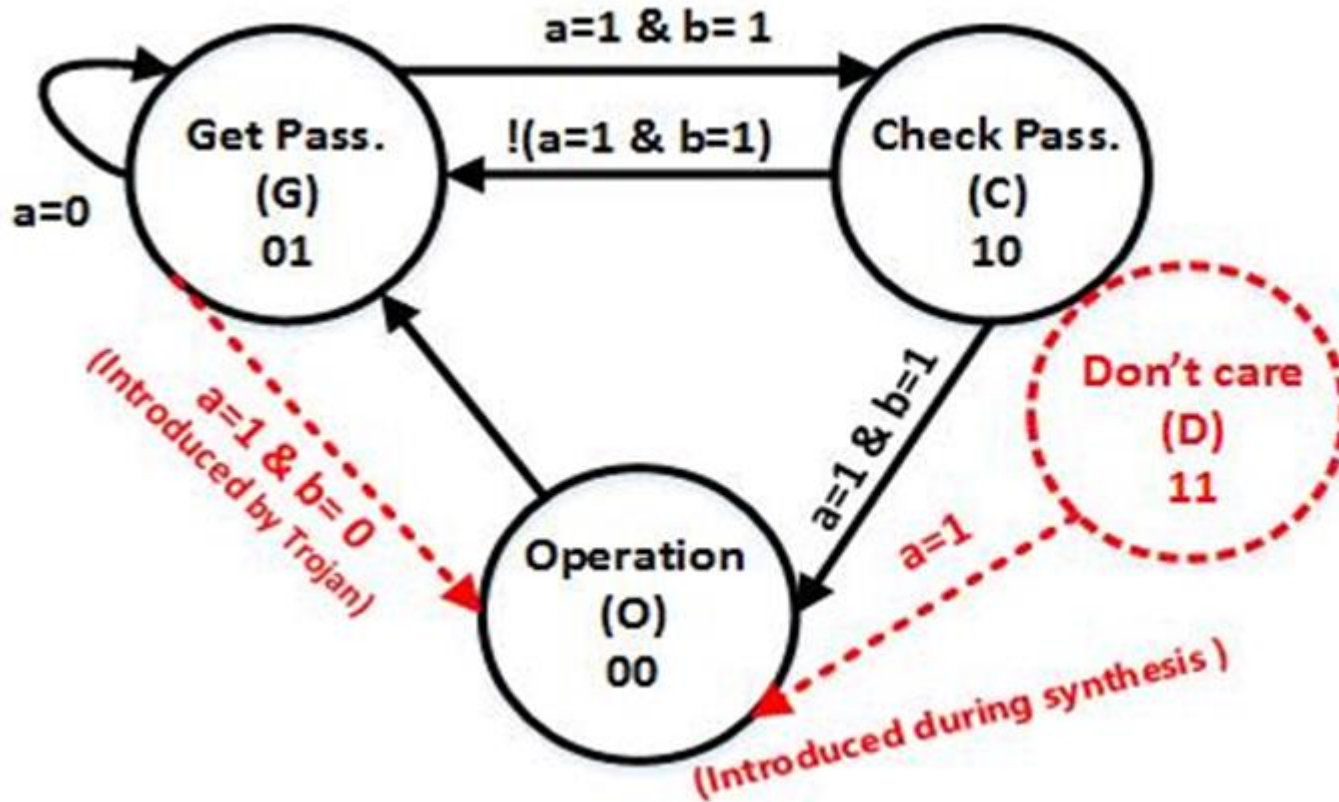 a=1 & b= 1
Get Pass.
(G)
01
!(a=1 & b=1)
Check Pass.
(C)
10
a=0
Don't care
(D)
11
a=1 & b= 0
(Introduced by Trojan)
a=1 & b=1
a=1
Operation
(O)
00
(Introduced during synthesis )